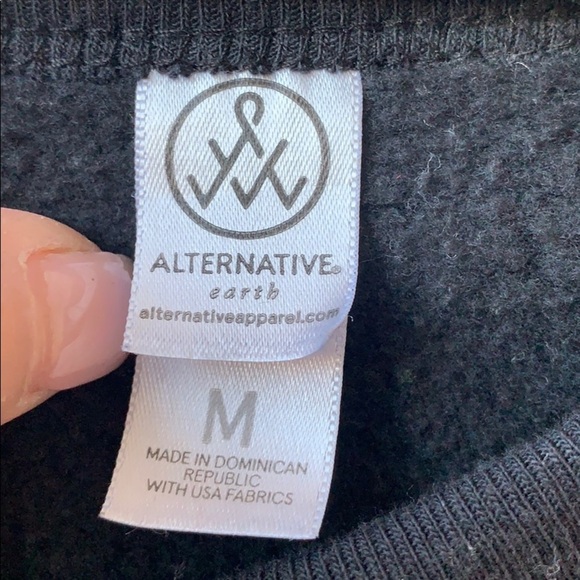 ALTERNATIVE®
earth
alternativeapparel.com
M
MADE IN DOMINICAN
REPUBLIC
WITH USA FABRICS